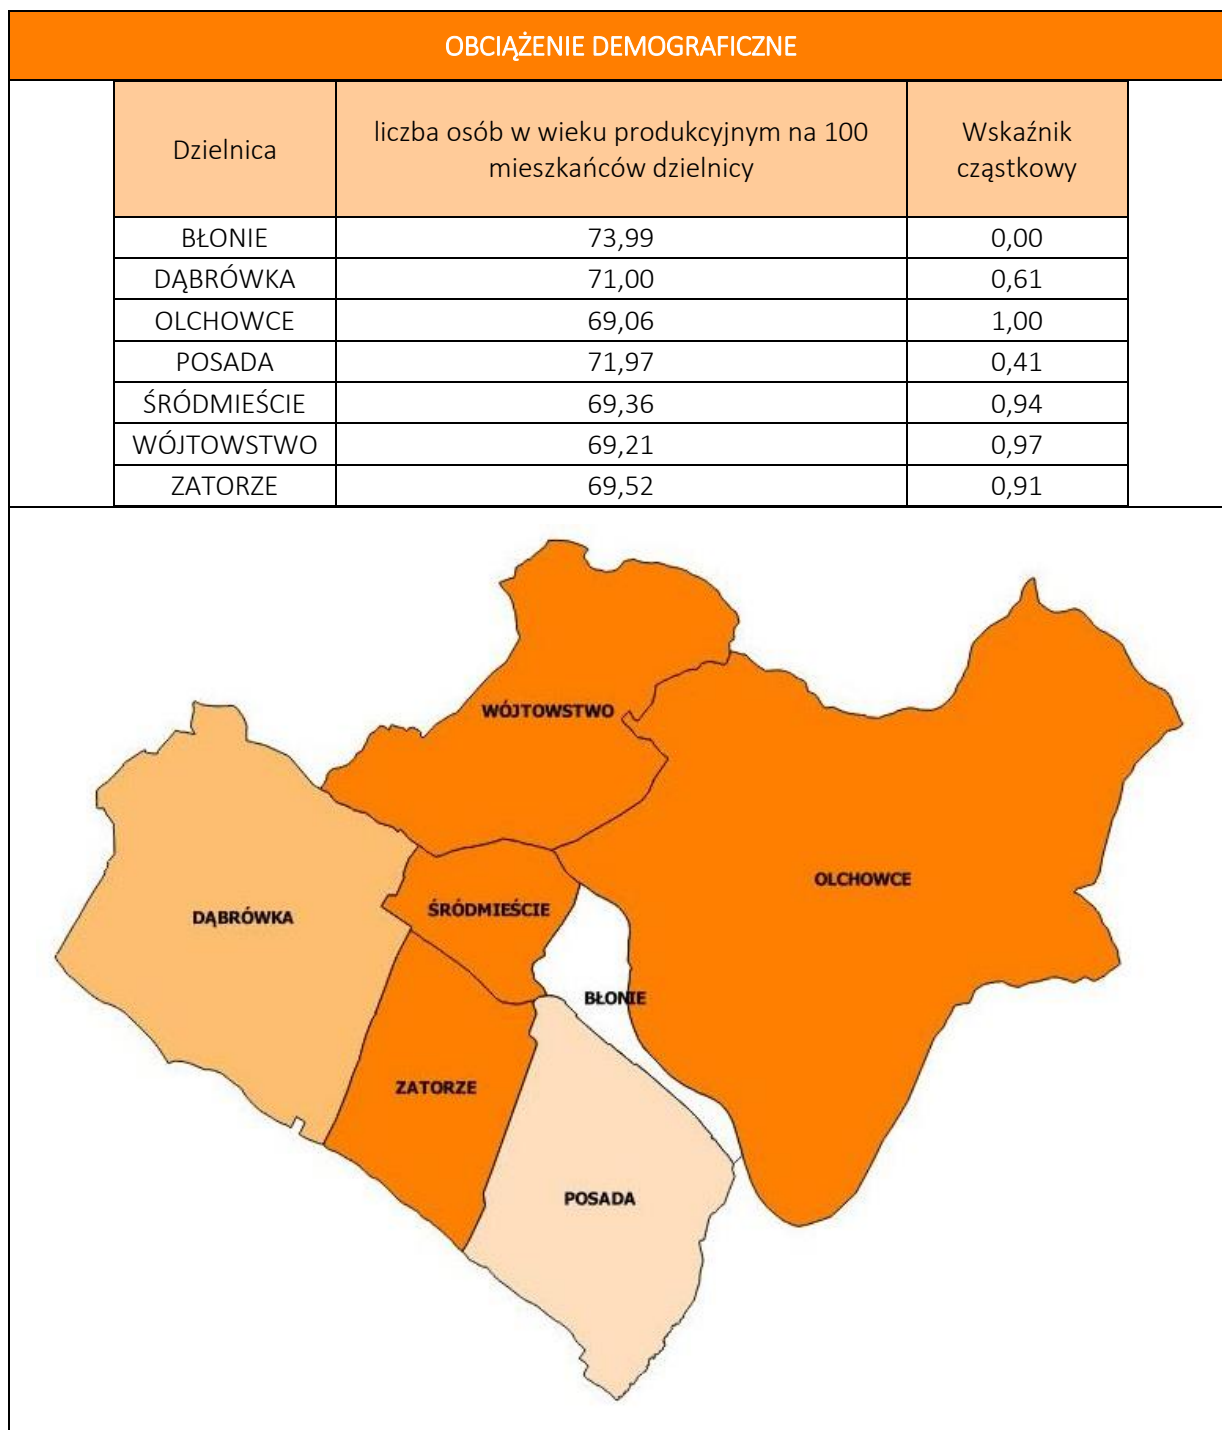 OBCIĄŻENIE DEMOGRAFICZNE
Dzielnica
liczba osób w wieku produkcyjnym na 100
mieszkańców dzielnicy
Wskaźnik
cząstkowy
BŁONIE 73,99 0,00
DĄBRÓWKA 71,00 0,61
OLCHOWCE 69,06 1,00
POSADA 71,97 0,41
ŚRÓDMIEŚCIE 69,36 0,94
WÓJTOWSTWO 69,21 0,97
ZATORZE 69,52 0,91
WÓJTOWSTWO
OLCHOWCE
ŚRÓDMIEŚCIE
DĄBRÓWKA
BŁONIE
ZATORZE
POSADA